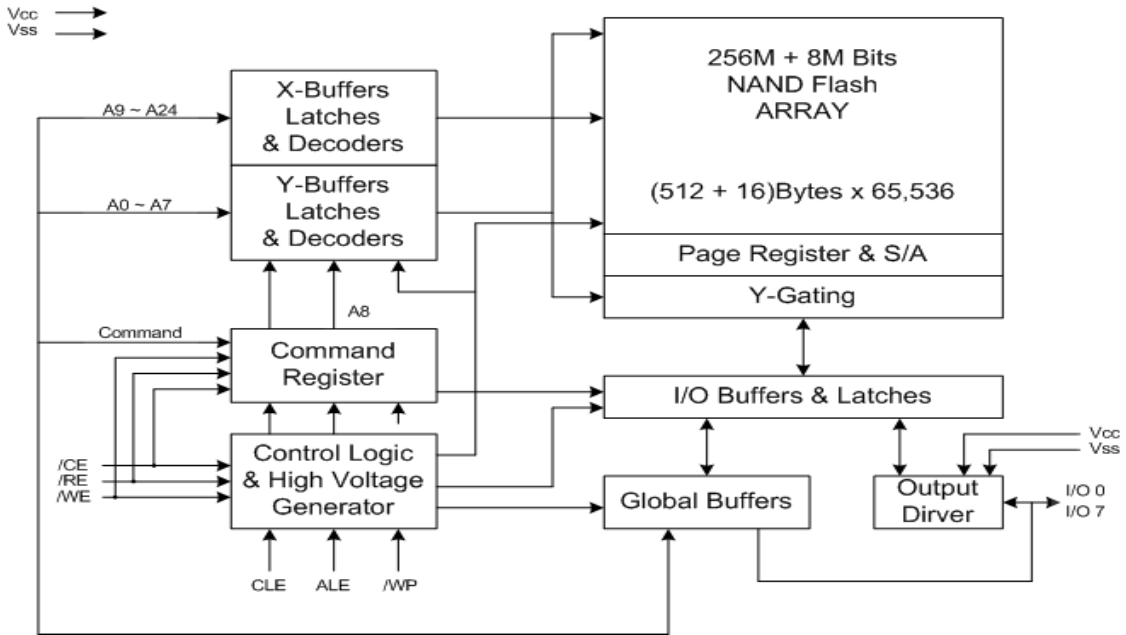 Vcc
Vss
X-Buffers
Latches
& Decoders
A9 ~ A24
Y-Buffers
Latches
& Decoders
A0 ~ A7
256M + 8M Bits
NAND Flash
ARRAY
(512 + 16)Bytes x 65,536
Page Register & S/A
Y-Gating
A8
Command
Command
Register
I/O Buffers & Latches
Control Logic
& High Voltage
Generator
/CE
/RE
/WE
Global Buffers
Output
Dirver
Vcc
Vss
I/O 0
I/O 7
CLE
ALE
/WP